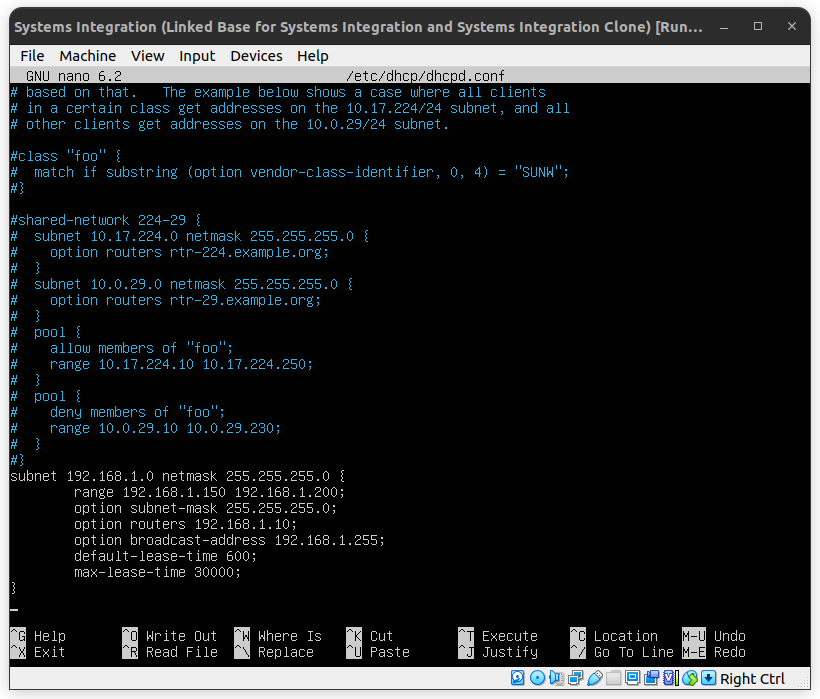 Systems Integration (Linked Base for Systems Integration and Systems Integration Clone) [Run...
File Machine View Input Devices Help
GNU nano 6.2 /etc/dhcp/dhcpd.conf
# based on that.   The example below shows a case where all clients
# in a certain class get addresses on the 10.17.224/24 subnet, and all
# other clients get addresses on the 10.0.29/24 subnet.
#class "foo" {
#  match if substring (option vendor-class-identifier, 0, 4) = "SUNW";
#}
#shared-network 224-29 {
#  subnet 10.17.224.0 netmask 255.255.255.0 {
#    option routers rtr-224.example.org;
#  }
#  subnet 10.0.29.0 netmask 255.255.255.0 {
#    option routers rtr-29.example.org;
#  }
#  pool {
#    allow members of "foo";
#    range 10.17.224.10 10.17.224.250;
#  }
#  pool {
#    deny members of "foo";
#    range 10.0.29.10 10.0.29.230;
#  }
#}
subnet 192.168.1.0 netmask 255.255.255.0 {
        range 192.168.1.150 192.168.1.200;
        option subnet-mask 255.255.255.0;
        option routers 192.168.1.10;
        option broadcast-address 192.168.1.255;
        default-lease-time 600;
        max-lease-time 30000;
}
^G Help ^O Write Out ^W Where Is ^K Cut ^T Execute ^C Location M-U Undo
^X Exit ^R Read File ^\ Replace ^U Paste ^J Justify ^/ Go To Line M-E Redo
Right Ctrl